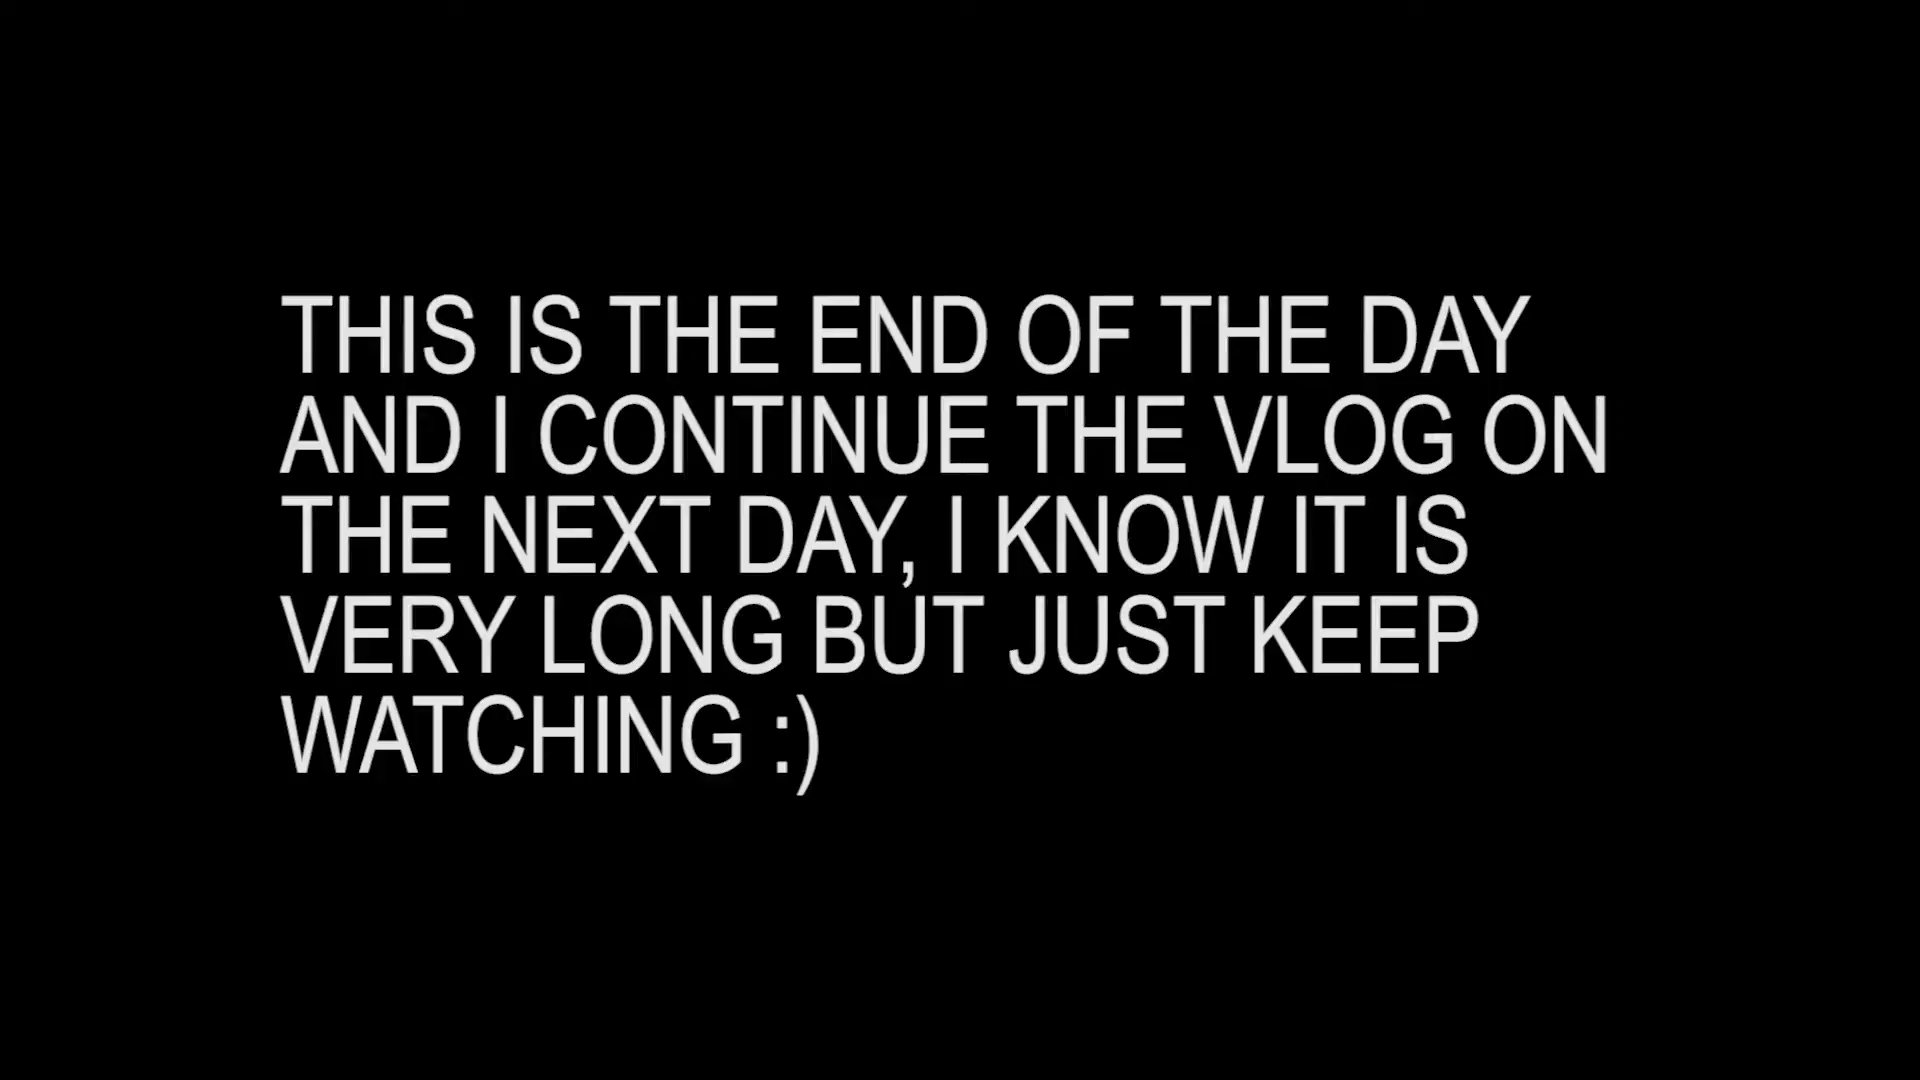 THIS IS THE END OF THE DAY
AND I CONTINUE THE VLOG ON
THE NEXT DAY, I KNOW IT IS
VERY LONG BUT JUST KEEP
WATCHING :)